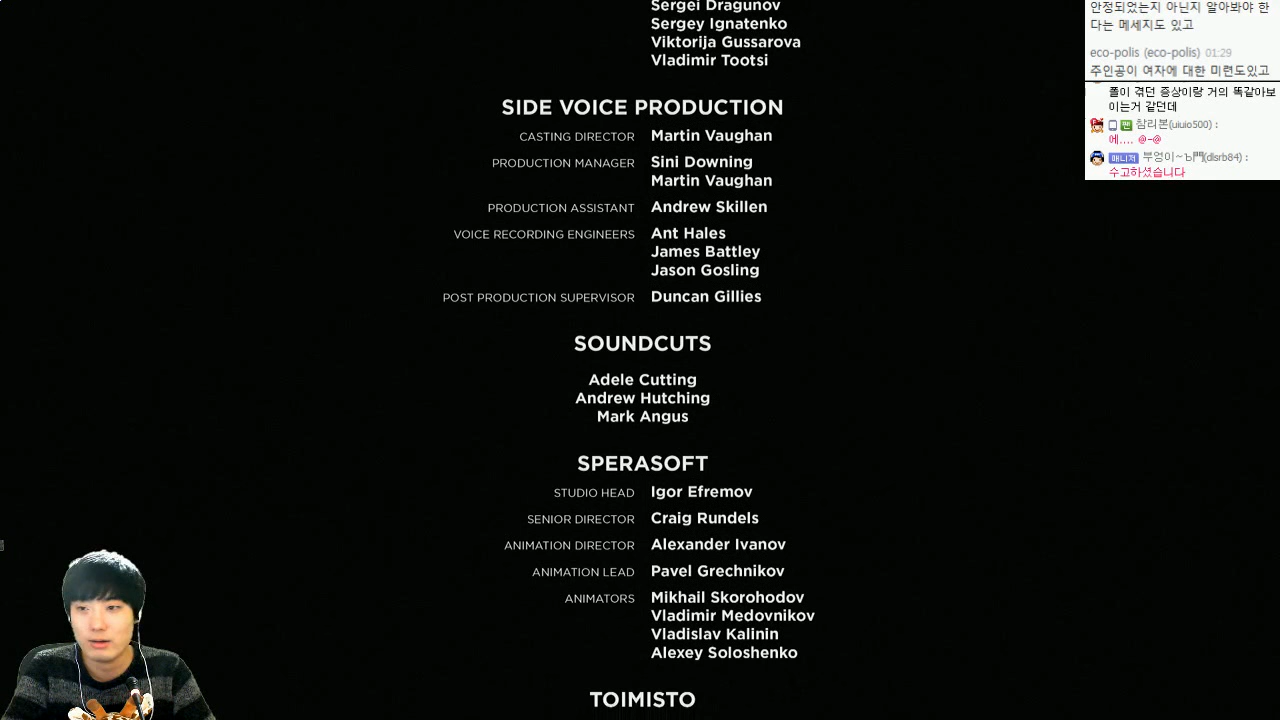 Sergei Dragunov
Sergey Ignatenko
Viktorija Gussarova
Vladimir Tootsi
SIDE VOICE PRODUCTION
CASTING DIRECTOR Martin Vaughan
PRODUCTION MANAGER Sini Downing
Martin Vaughan
PRODUCTION ASSISTANT Andrew Skillen
VOICE RECORDING ENGINEERS Ant Hales
James Battley
Jason Gosling
POST PRODUCTION SUPERVISOR Duncan Gillies
SOUNDCUTS
Adele Cutting
Andrew Hutching
Mark Angus
SPERASOFT
STUDIO HEAD Igor Efremov
SENIOR DIRECTOR Craig Rundels
ANIMATION DIRECTOR Alexander Ivanov
ANIMATION LEAD Pavel Grechnikov
ANIMATORS Mikhail Skorohodov
Vladimir Medovnikov
Vladislav Kalinin
Alexey Soloshenko
TOIMISTO
안정되었는지 아닌지 알아봐야 한
다는 메세지도 있고
eco-polis (eco-polis) 01:29
주인공이 여자에 대한 미련도있고
폴이 겪던 증상이랑 거의 똑같아보
이는거 같던데
팬 참리본(uiuio500) :
에.... @-@
매니저 (dlsrb84) :
수고하셨습니다